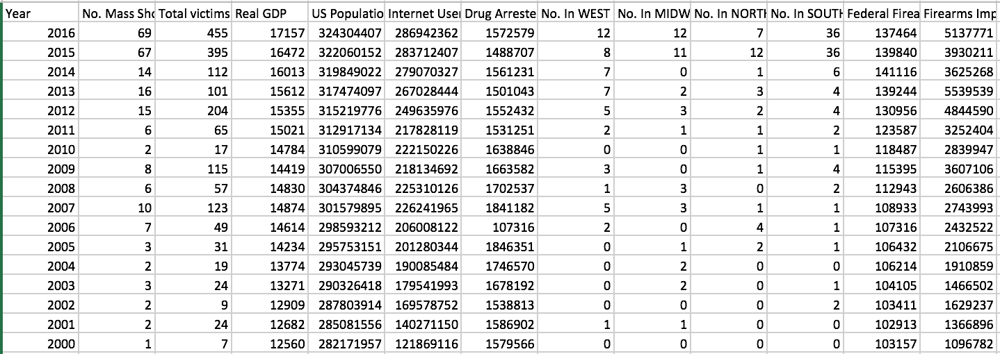 Year No. Mass Sho Total victims Real GDP US Populatio Internet User Drug Arreste No. In WEST No. In MIDW No. In NORTH No. In SOUTH Federal Firea Firearms Imp
2016 69 455 17157 324304407 286942362 1572579 12 12 7 36 137464 5137771
2015 67 395 16472 322060152 283712407 1488707 8 11 12 36 139840 3930211
2014 14 112 16013 319849022 279070327 1561231 7 0 1 6 141116 3625268
2013 16 101 15612 317474097 267028444 1501043 7 2 3 4 139244 5539539
2012 15 204 15355 315219776 249635976 1552432 5 3 2 4 130956 4844590
2011 6 65 15021 312917134 217828119 1531251 2 1 1 2 123587 3252404
2010 2 17 14784 310599079 222150226 1638846 0 0 1 1 118487 2839947
2009 8 115 14419 307006550 218134692 1663582 3 0 1 4 115395 3607106
2008 6 57 14830 304374846 225310126 1702537 1 3 0 2 112943 2606386
2007 10 123 14874 301579895 226241965 1841182 5 3 1 1 108933 2743993
2006 7 49 14614 298593212 206008122 107316 2 0 4 1 107316 2432522
2005 3 31 14234 295753151 201280344 1846351 0 1 2 1 106432 2106675
2004 2 19 13774 293045739 190085484 1746570 0 2 0 0 106214 1910859
2003 3 24 13271 290326418 179541993 1678192 0 2 0 1 104105 1466502
2002 2 9 12909 287803914 169578752 1538813 0 0 0 2 103411 1629237
2001 2 24 12682 285081556 140271150 1586902 1 1 0 0 102913 1366896
2000 1 7 12560 282171957 121869116 1579566 0 0 0 0 103157 1096782